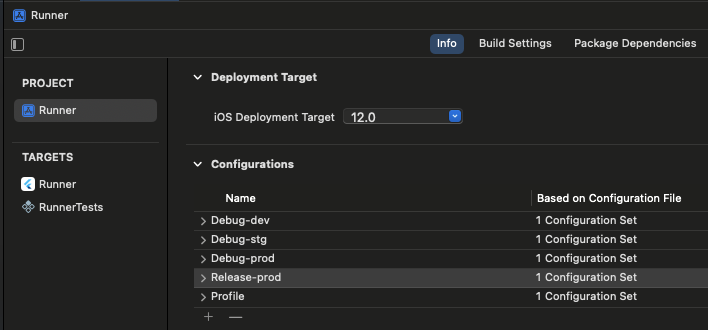 Runner
Info Build Settings Package Dependencies
PROJECT
Runner
TARGETS
Runner
RunnerTests
Deployment Target
iOS Deployment Target 12.0
Configurations
Name Based on Configuration File
Debug-dev 1 Configuration Set
Debug-stg 1 Configuration Set
Debug-prod 1 Configuration Set
Release-prod 1 Configuration Set
Profile 1 Configuration Set